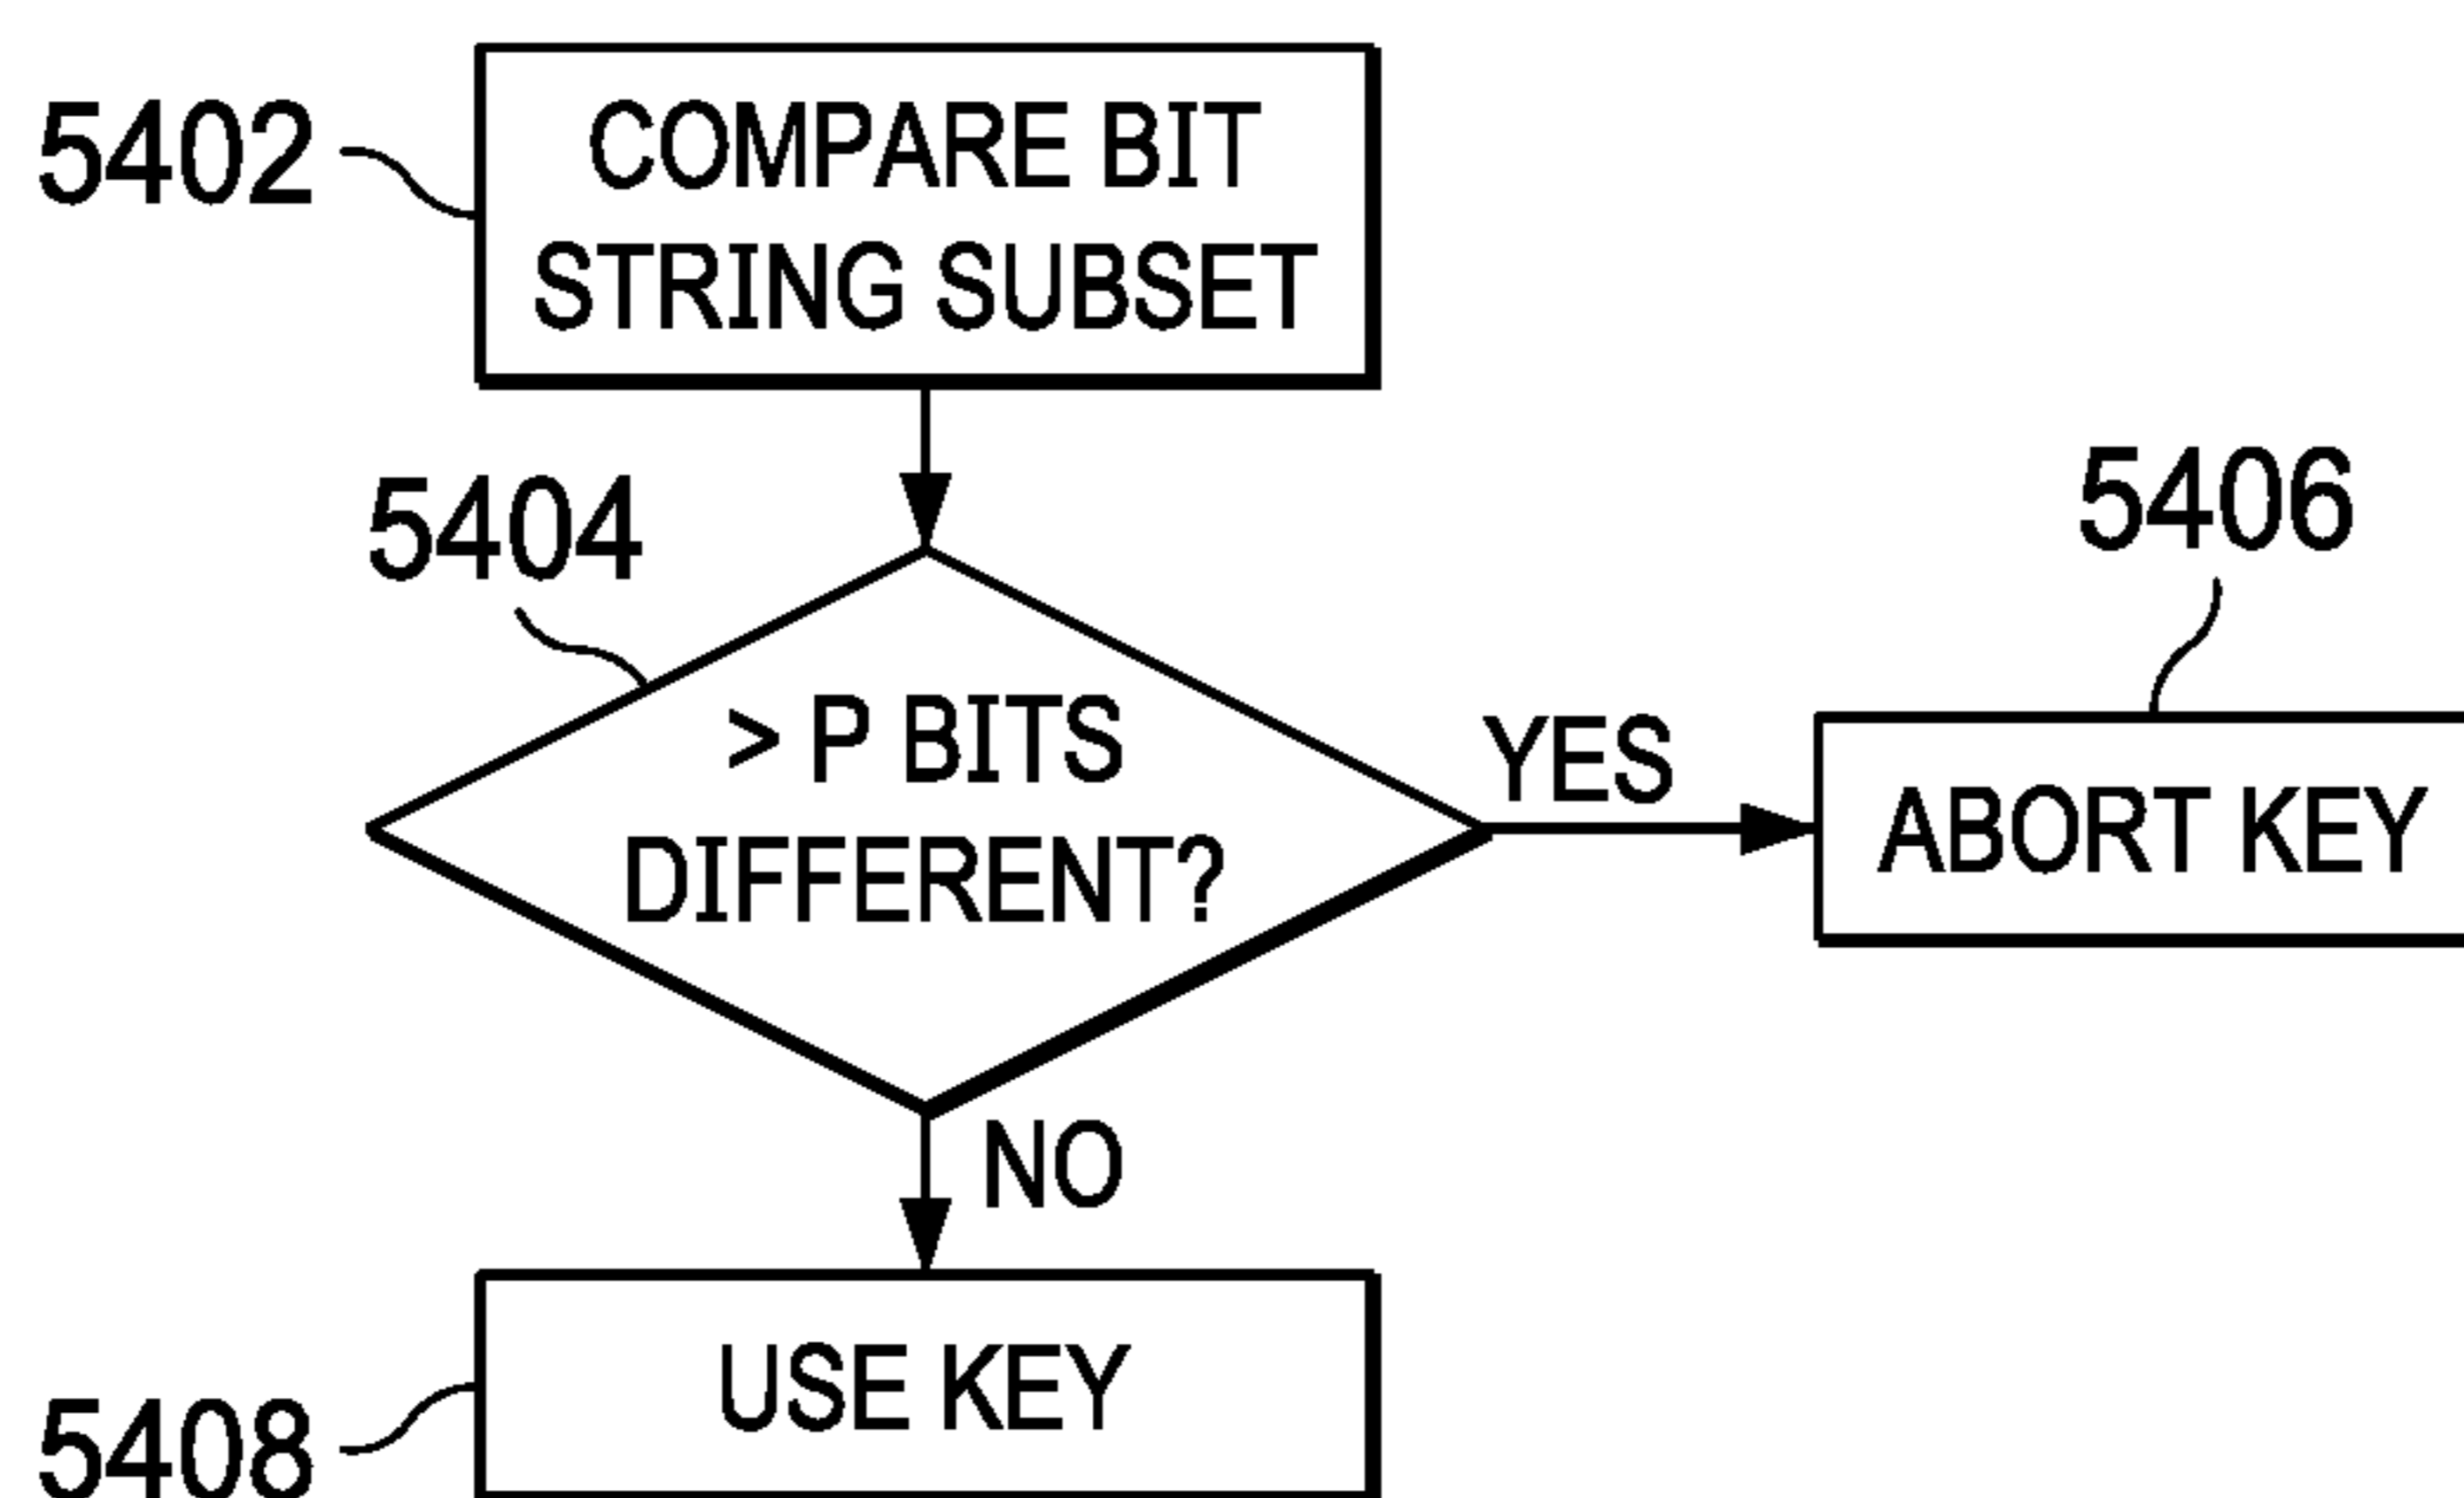 5402
COMPARE BIT
STRING SUBSET
5404
> P BITS
DIFFERENT?
YES
5406
ABORT KEY
NO
USE KEY
5408